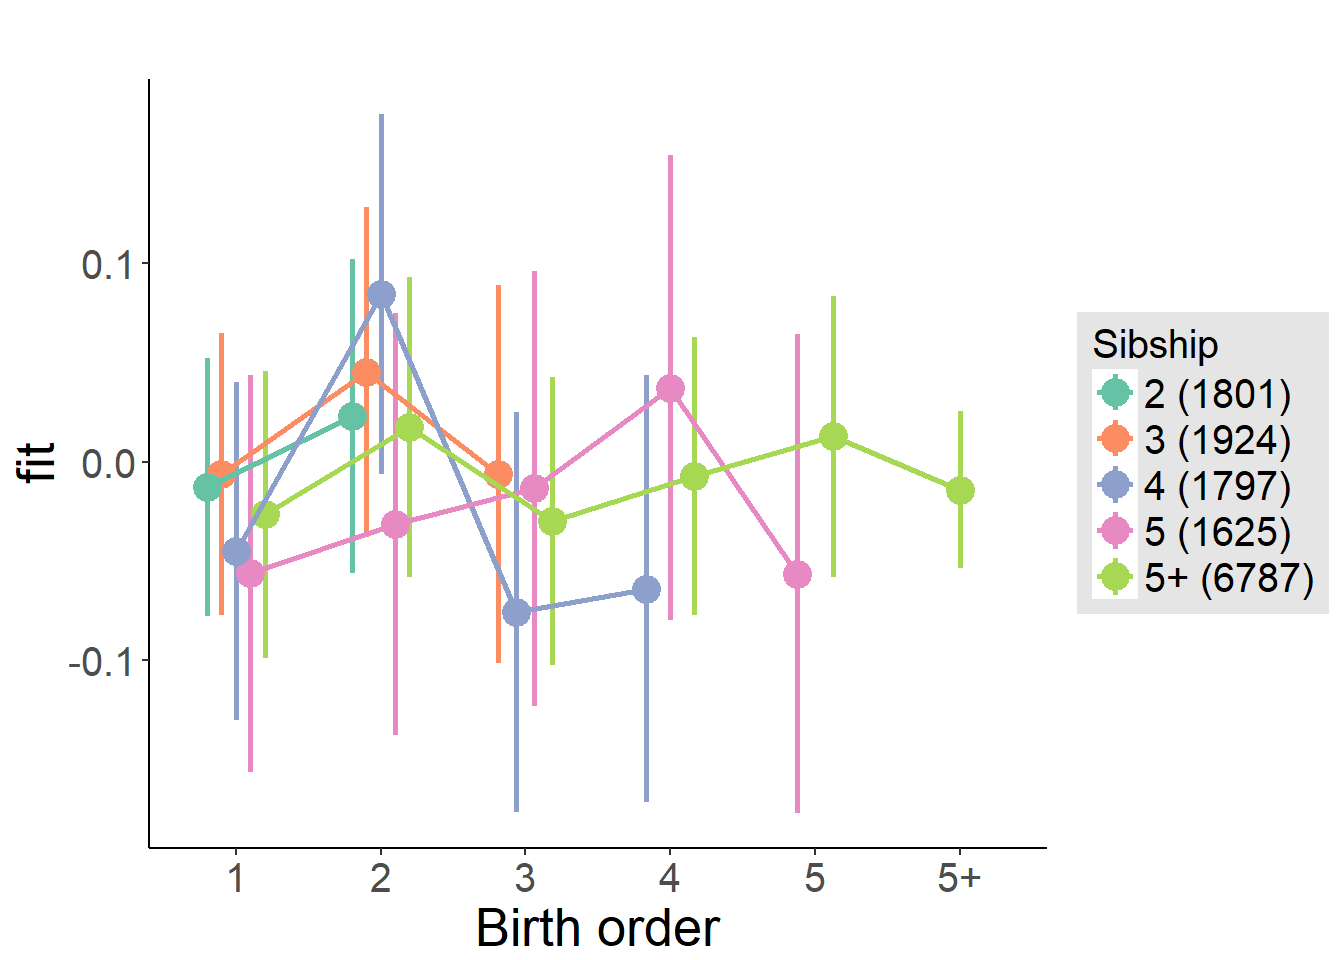 fit
0.1
0.0
-0.1
1 2 3 4 5 5+
Birth order
Sibship
2 (1801)
3 (1924)
4 (1797)
5 (1625)
5+ (6787)